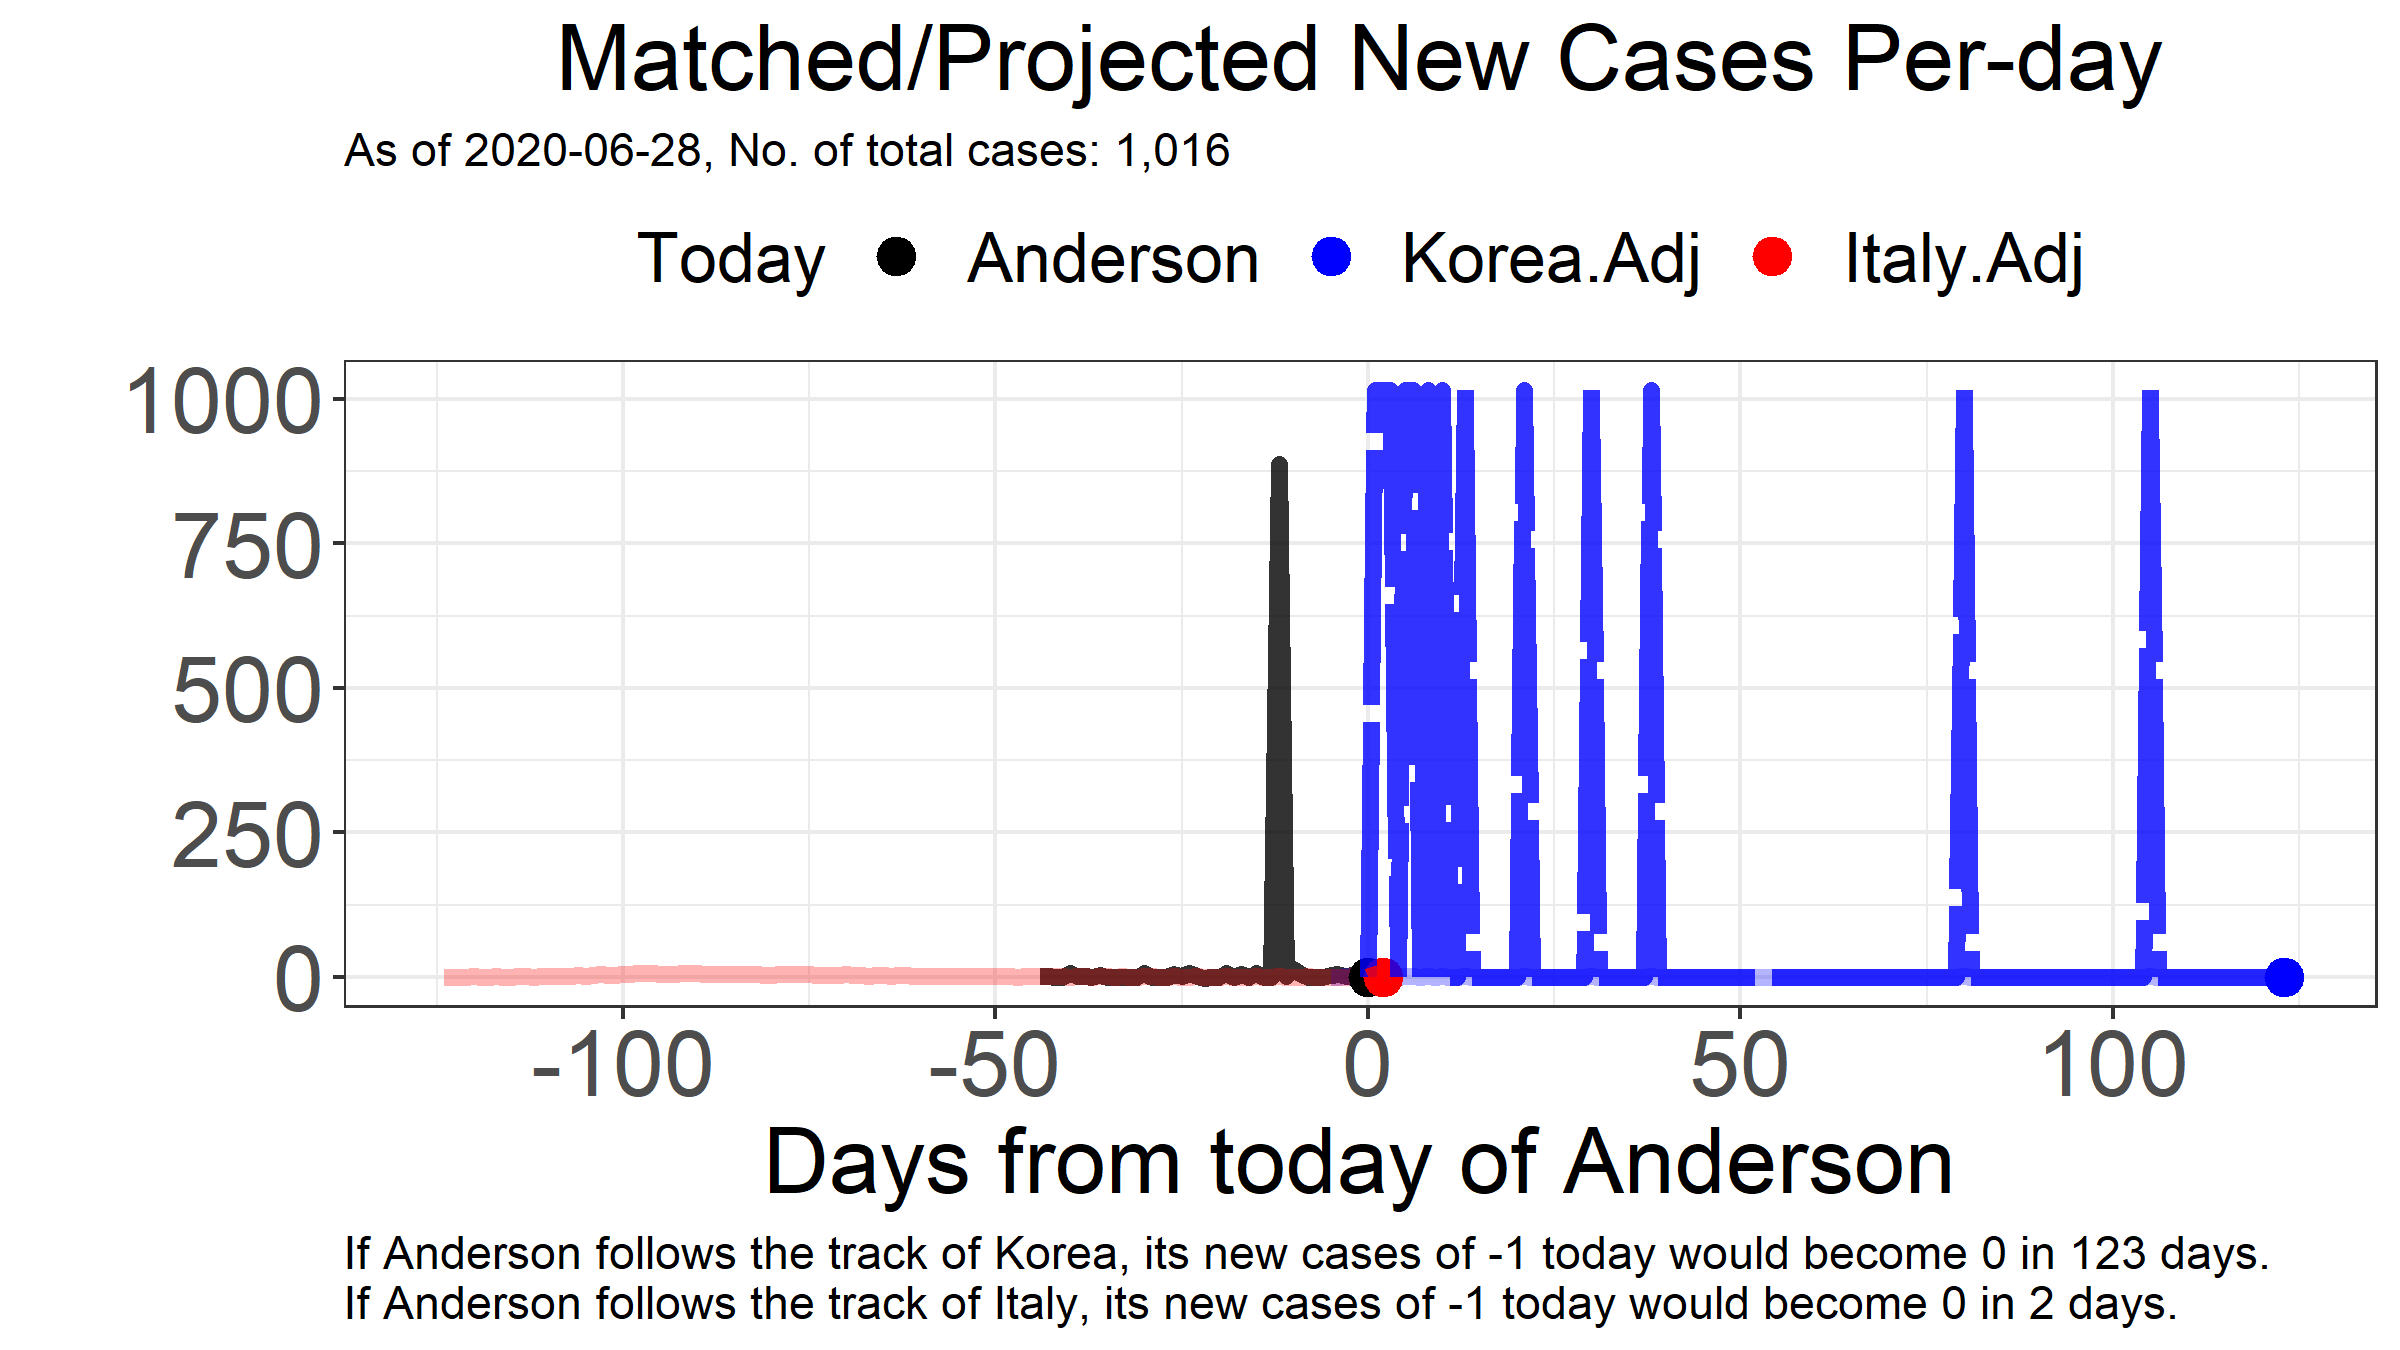 Matched/Projected New Cases Per-day
As of 2020-06-28, No. of total cases: 1,016
Today Anderson Korea.Adj Italy.Adj
1000
750
500
250
0
-100 -50 0 50 100
Days from today of Anderson
If Anderson follows the track of Korea, its new cases of -1 today would become 0 in 123 days.
If Anderson follows the track of Italy, its new cases of -1 today would become 0 in 2 days.